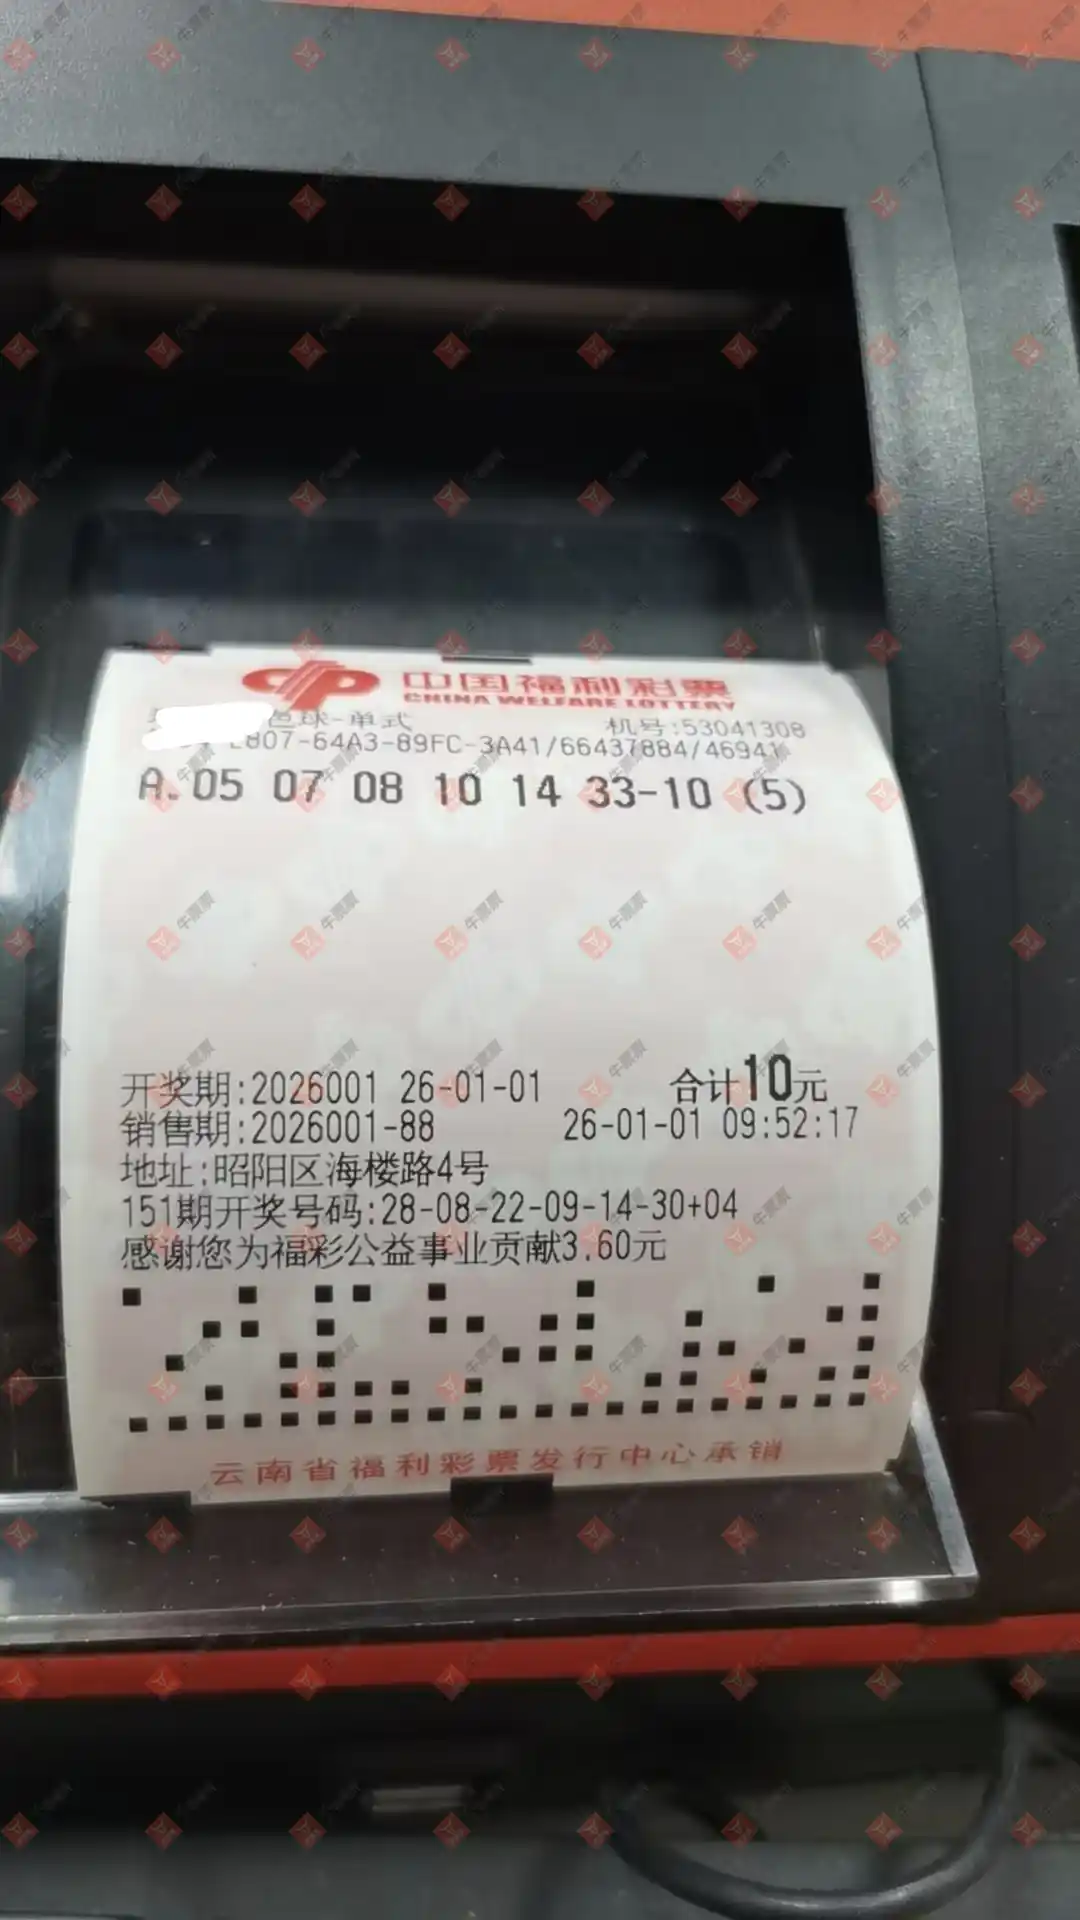 中国福利彩票
CHINA WELFARE LOTTERY
色球-单式 机号:53041308
E807-64A3-89FC-3A41/66437884/46941
A.05 07 08 10 14 33-10 (5)
开奖期:2026001 26-01-01 合计10元
销售期:2026001-88 26-01-01 09:52:17
地址:昭阳区海楼路4号
151期开奖号码:28-08-22-09-14-30+04
感谢您为福彩公益事业贡献3.60元
云南省福利彩票发行中心承销
牛票票